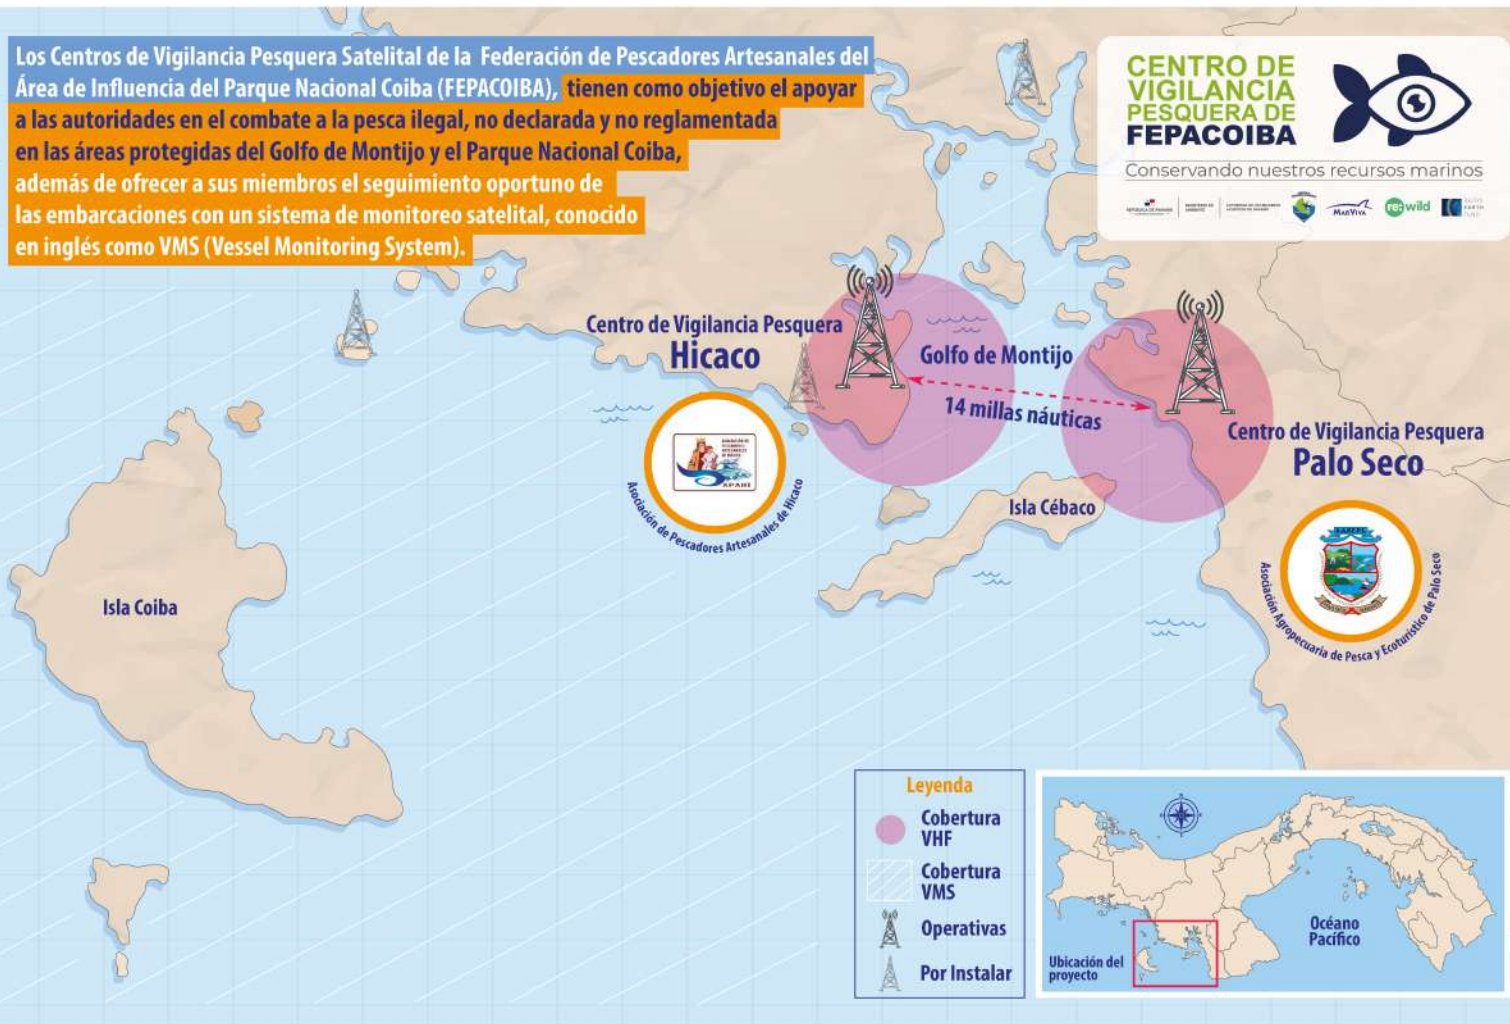 Los Centros de Vigilancia Pesquera Satelital de la Federación de Pescadores Artesanales del
Área de Influencia del Parque Nacional Coiba (FEPACOIBA), tienen como objetivo el apoyar
a las autoridades en el combate a la pesca ilegal, no declarada y no reglamentada
en las áreas protegidas del Golfo de Montijo y el Parque Nacional Coiba,
además de ofrecer a sus miembros el seguimiento oportuno de
las embarcaciones con un sistema de monitoreo satelital, conocido
en inglés como VMS (Vessel Monitoring System).
CENTRO DE
VIGILANCIA
PESQUERA DE
FEPACOIBA
Conservando nuestros recursos marinos
MarViva
re:wild
Centro de Vigilancia Pesquera
Hicaco
Golfo de Montijo
14 millas náuticas
Centro de Vigilancia Pesquera
Palo Seco
Asociación de Pescadores Artesanales de Hicaco
Isla Cébaco
Asociación Agropecuaria de Pesca y Ecoturístico de Palo Seco
Isla Coiba
Leyenda
Cobertura
VHF
Cobertura
VMS
Operativas
Por Instalar
Océano
Pacífico
Ubicación del
proyecto